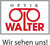 OPTIK
OTTO
WALTER
Wir sehen uns!